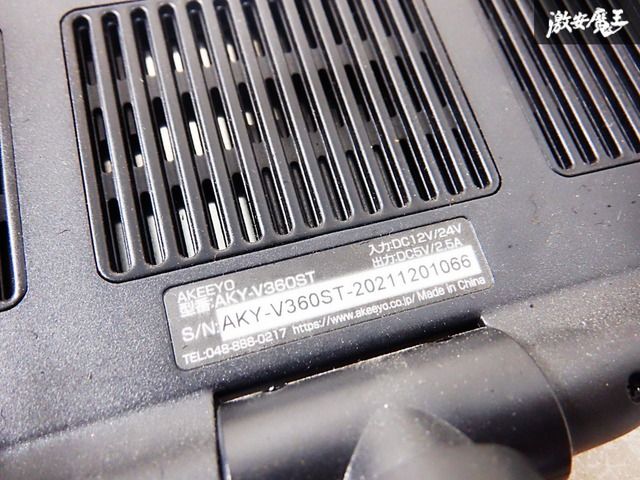 激安魔王
AKEEYO
型番:AKY-V360ST
入力:DC12V/24V
出力:DC5V/2.5A
S/N:AKY-V360ST-20211201066
TEL:048-888-0217 https://www.akeeyo.co.jp/ Made in China